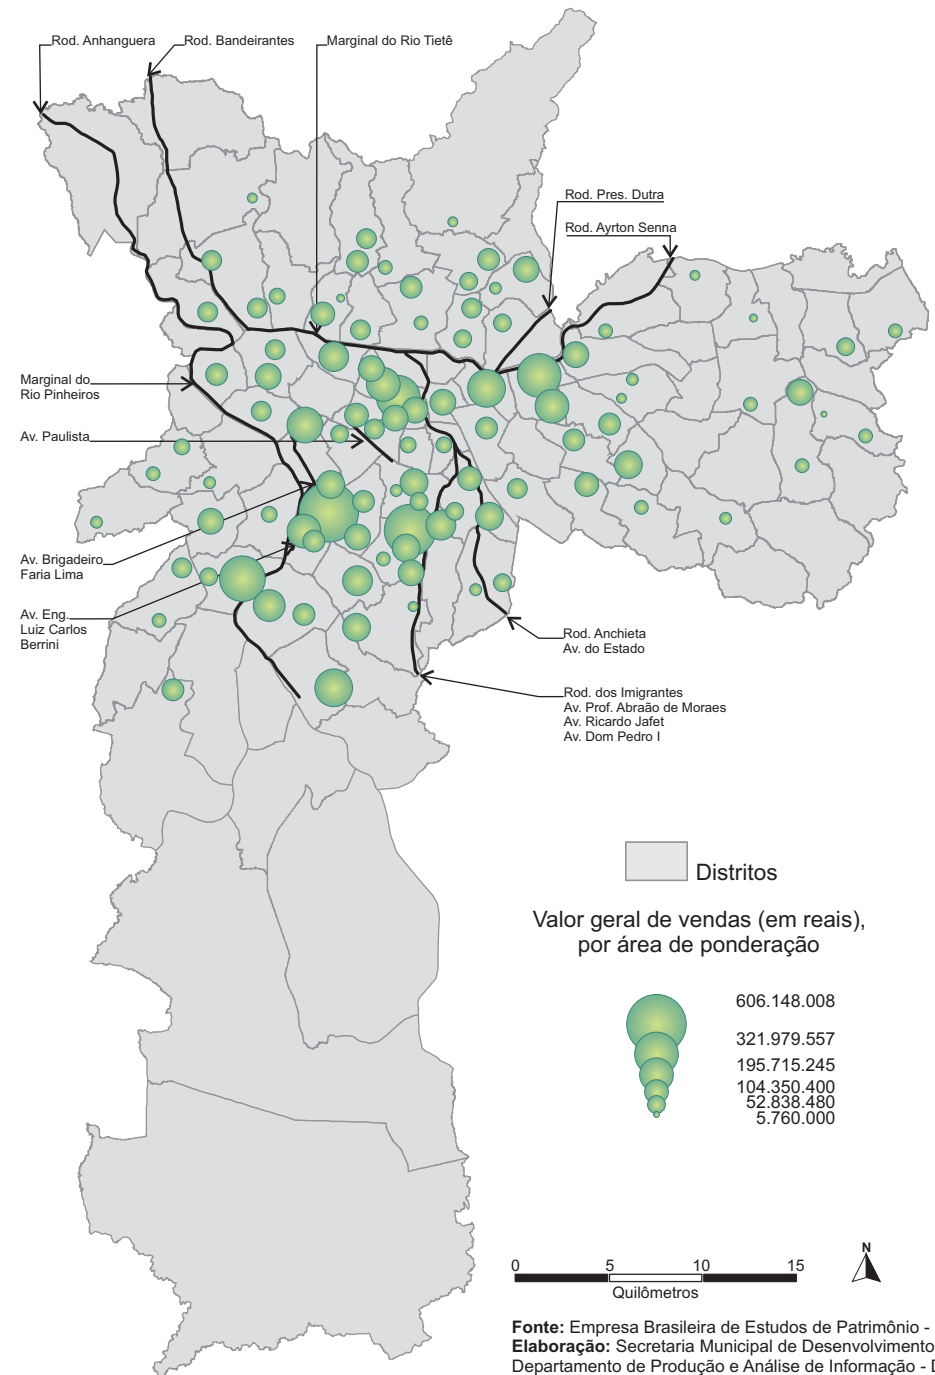 Rod. Anhanguera
Rod. Bandeirantes
Marginal do Rio Tietê
Rod. Pres. Dutra
Rod. Ayrton Senna
Marginal do
Rio Pinheiros
Av. Paulista
Av. Brigadeiro
Faria Lima
Av. Eng.
Luiz Carlos
Berrini
Rod. Anchieta
Av. do Estado
Rod. dos Imigrantes
Av. Prof. Abraão de Moraes
Av. Ricardo Jafet
Av. Dom Pedro I
Distritos
Valor geral de vendas (em reais),
por área de ponderação
606.148.008
321.979.557
195.715.245
104.350.400
52.838.480
5.760.000
N
0 5 10 15
Quilômetros
Fonte: Empresa Brasileira de Estudos de Patrimônio -
Elaboração: Secretaria Municipal de Desenvolvimento
Departamento de Produção e Análise de Informação -